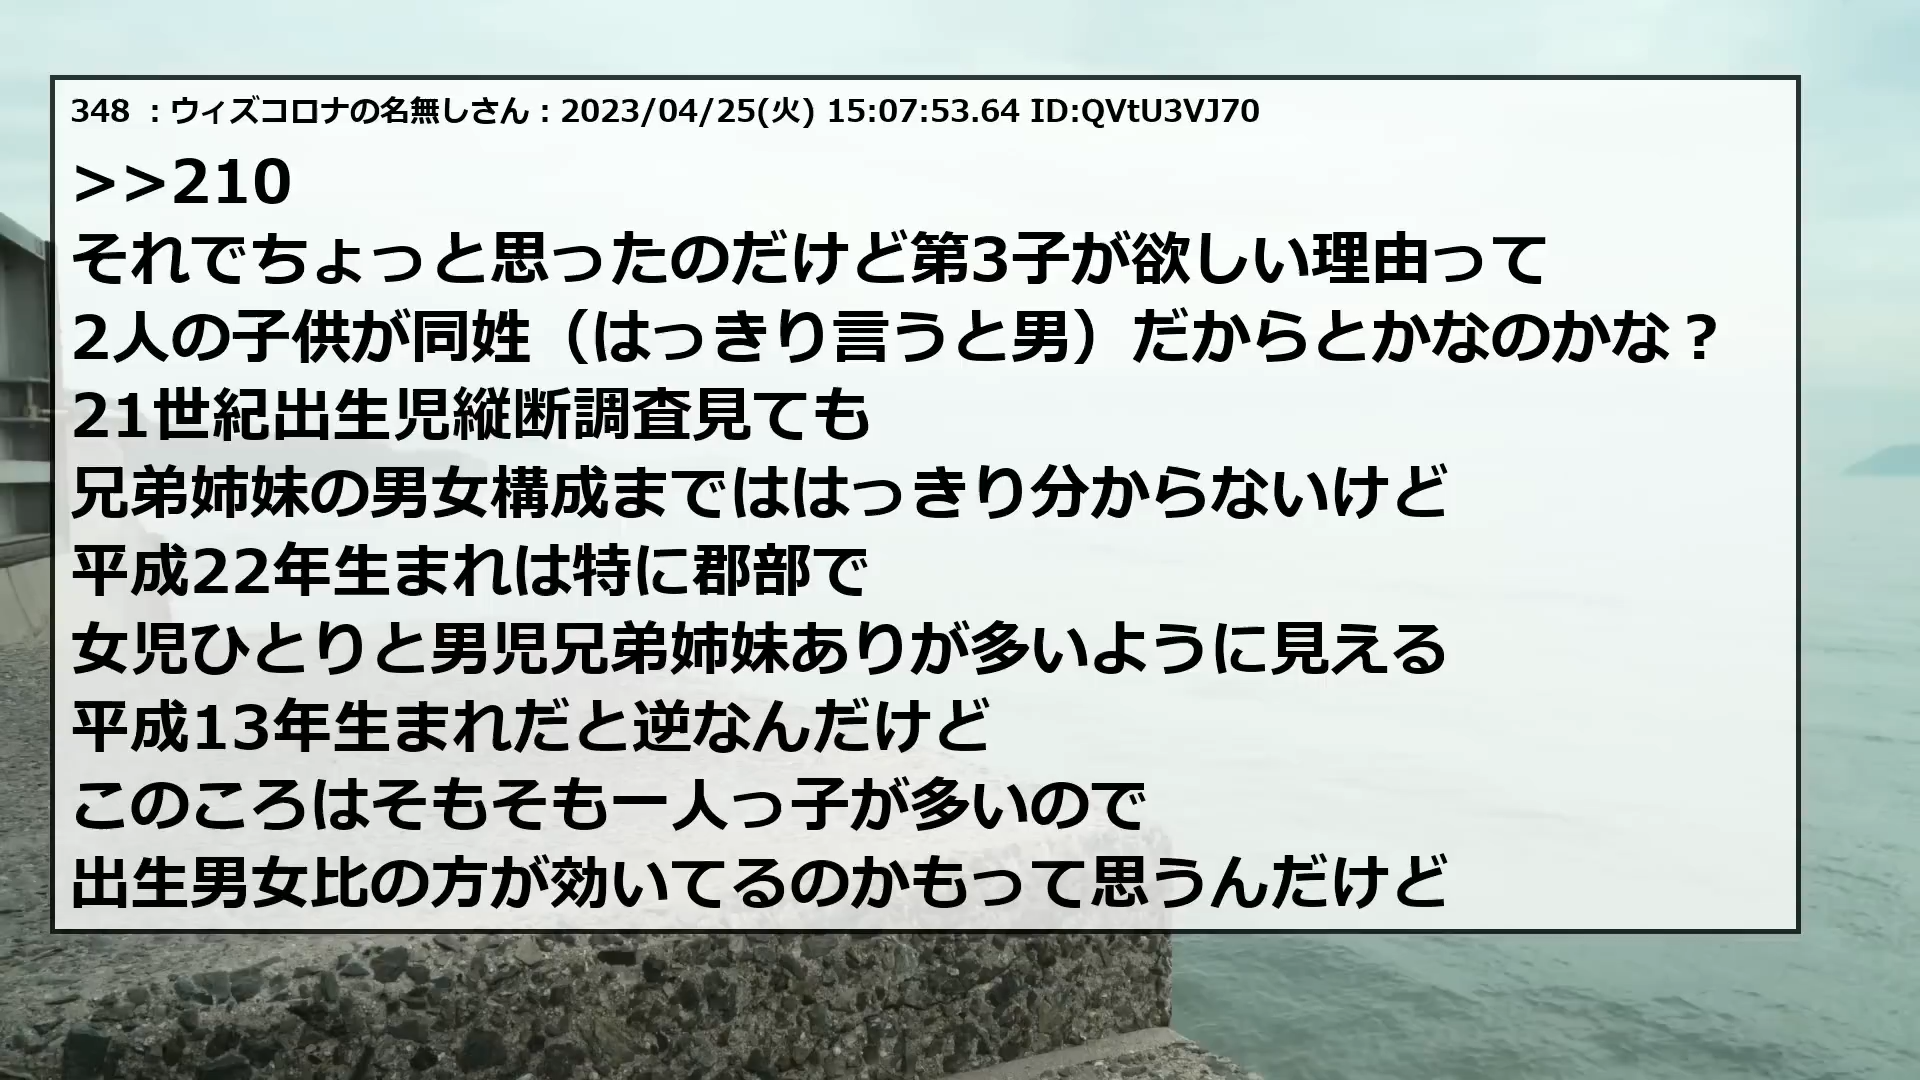 348 ：ウィズコロナの名無しさん：2023/04/25(火) 15:07:53.64 ID:QVtU3VJ70
>>210
それでちょっと思ったのだけど第3子が欲しい理由って
2人の子供が同姓（はっきり言うと男）だからとかなのかな？
21世紀出生児縦断調査見ても
兄弟姉妹の男女構成までははっきり分からないけど
平成22年生まれは特に郡部で
女児ひとりと男児兄弟姉妹ありが多いように見える
平成13年生まれだと逆なんだけど
このころはそもそも一人っ子が多いので
出生男女比の方が効いてるのかもって思うんだけど